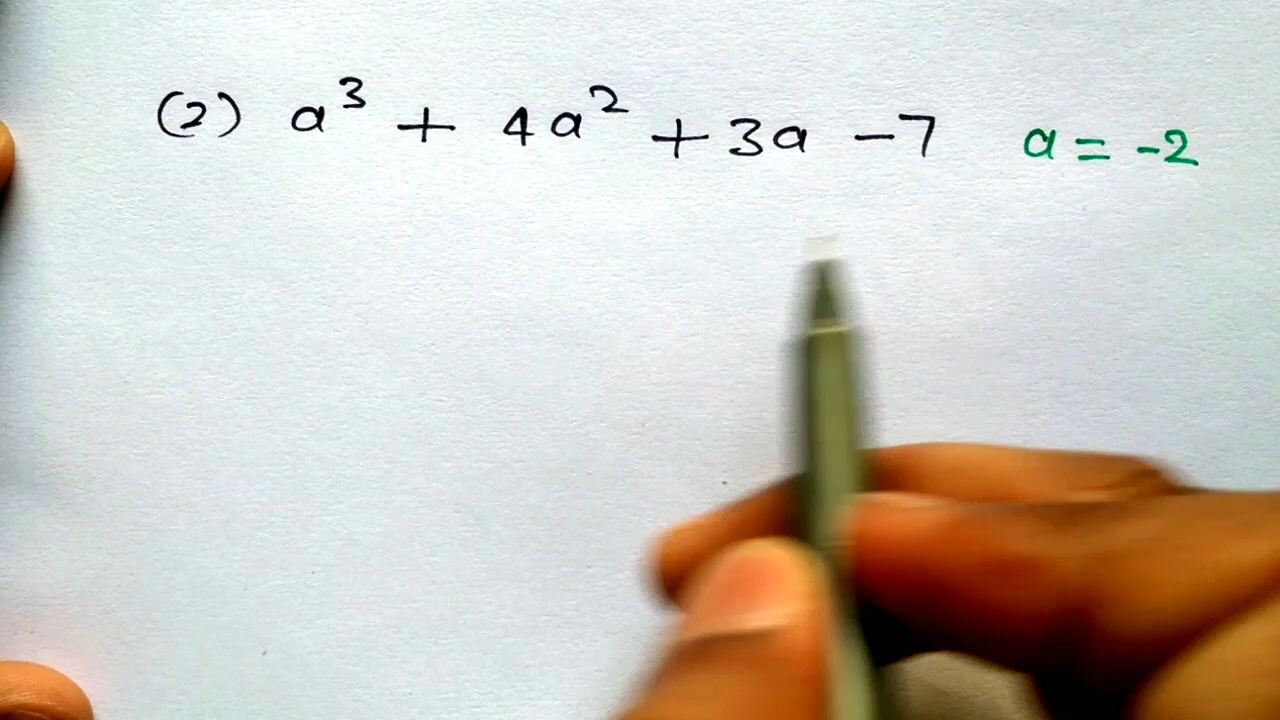 (2) a³ + 4a² + 3a - 7 a = -2